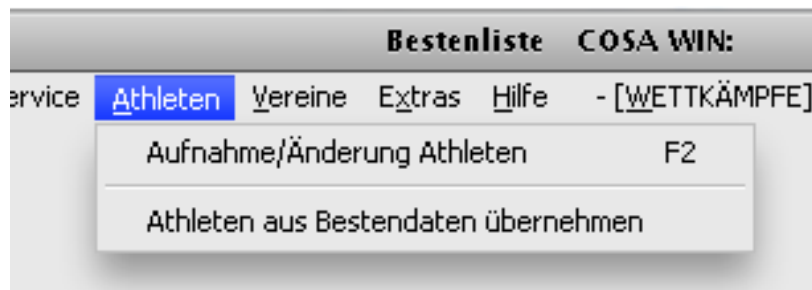 Bestenliste COSA WIN:
ervice Athleten Vereine Extras Hilfe - [WETTKÄMPFE]
Aufnahme/Änderung Athleten F2
Athleten aus Bestendaten übernehmen